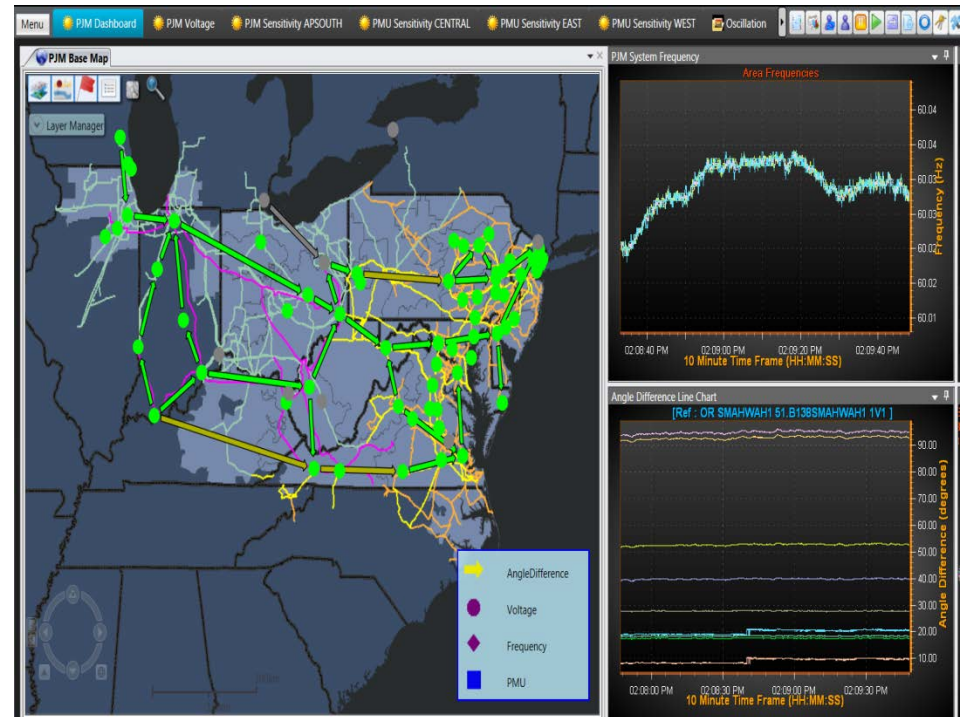 Menu
PJM Dashboard
PJM Voltage
PJM Sensitivity APSOUTH
PMU Sensitivity CENTRAL
PMU Sensitivity EAST
PMU Sensitivity WEST
Oscillation
PJM Base Map
Layer Manager
AngleDifference
Voltage
Frequency
PMU
PJM System Frequency
Area Frequencies
60.04
60.04
60.03
60.03
60.02
60.02
60.01
Frequency (Hz)
02:08:40 PM
02:09:00 PM
02:09:20 PM
02:09:40 PM
10 Minute Time Frame (HH:MM:SS)
Angle Difference Line Chart
[Ref : OR SMAHWAH1 51.B138SMAHWAH1 1V1 ]
90.00
80.00
70.00
60.00
50.00
40.00
30.00
20.00
10.00
Angle Difference (degrees)
02:08:00 PM
02:08:30 PM
02:09:00 PM
02:09:30 PM
10 Minute Time Frame (HH:MM:SS)